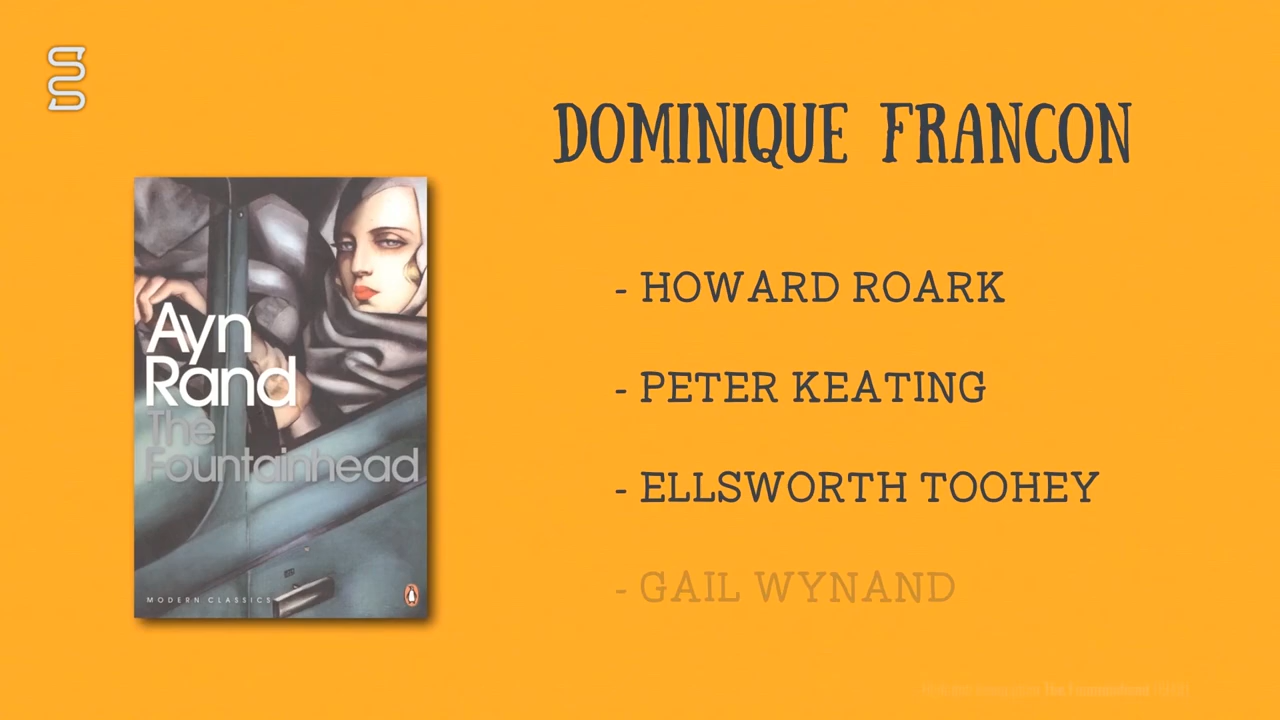 DOMINIQUE FRANCON
- HOWARD ROARK
- PETER KEATING
- ELLSWORTH TOOHEY
- GAIL WYNAND
Ayn
Rand
The
Fountainhead
MODERN CLASSICS